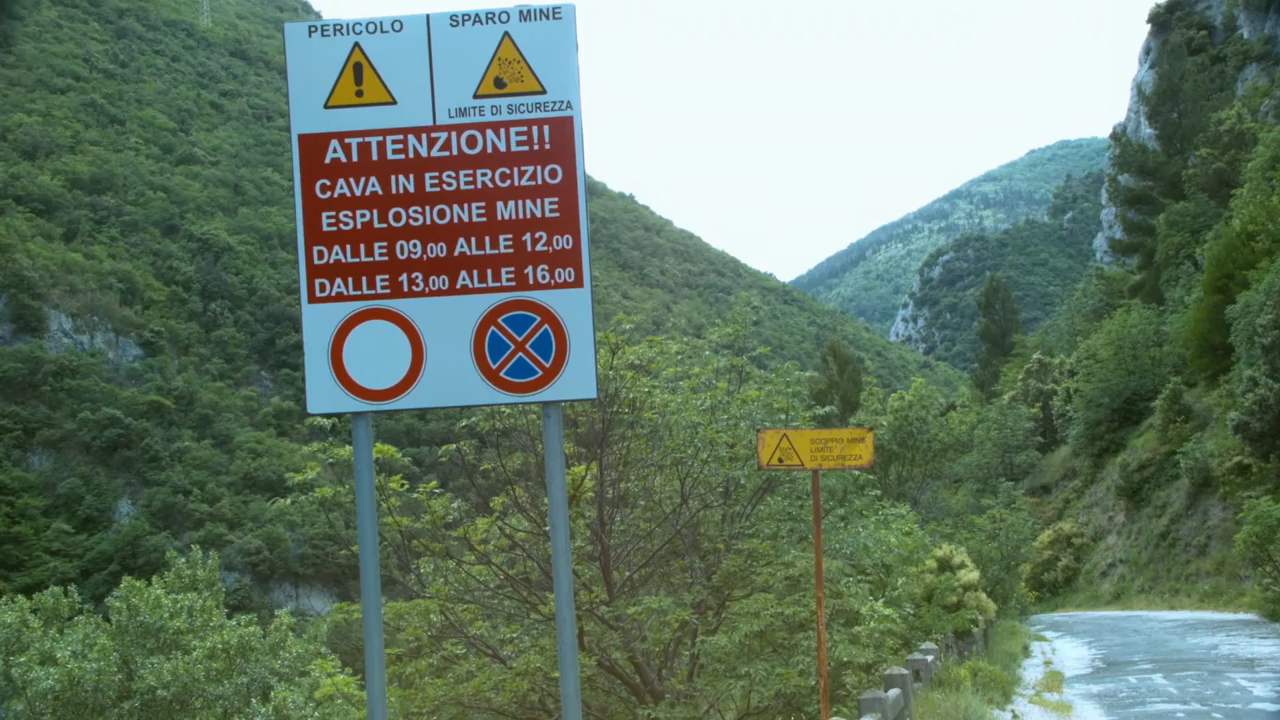 PERICOLO
SPARO MINE
LIMITE DI SICUREZZA
ATTENZIONE!!
CAVA IN ESERCIZIO
ESPLOSIONE MINE
DALLE 09,00 ALLE 12,00
DALLE 13,00 ALLE 16,00
SCOPPIO MINE
LIMITE
DI SICUREZZA